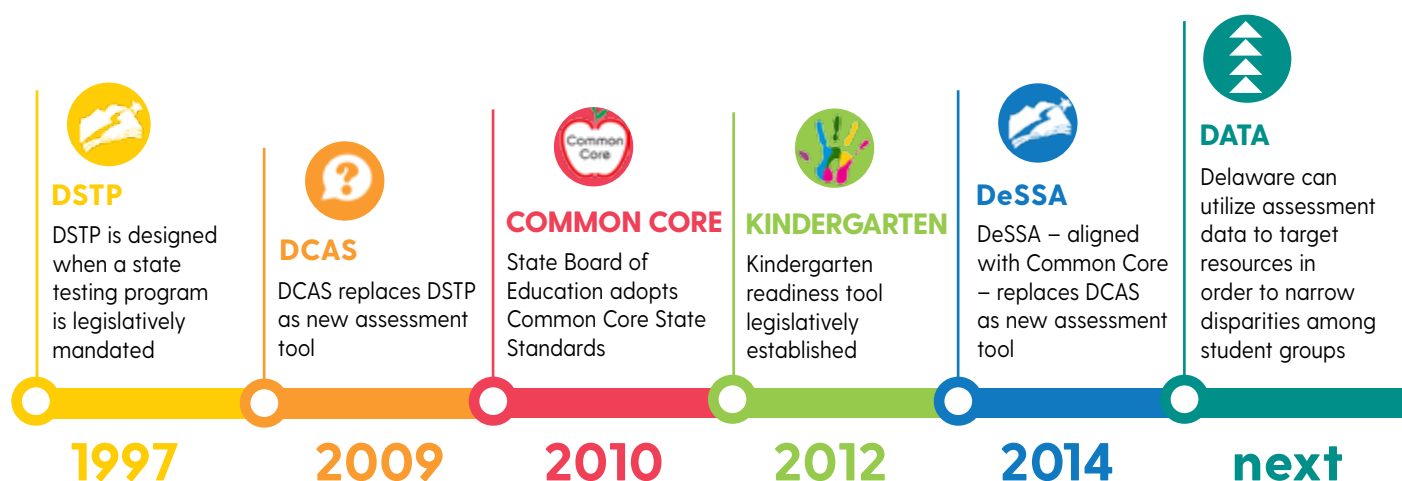 DSTP
DSTP is designed
when a state
testing program
is legislatively
mandated
1997
DCAS
DCAS replaces DSTP
as new assessment
tool
2009
Common
Core
COMMON CORE
State Board of
Education adopts
Common Core State
Standards
2010
KINDERGARTEN
Kindergarten
readiness tool
legislatively
established
2012
DeSSA
DeSSA – aligned
with Common Core
– replaces DCAS
as new assessment
tool
2014
DATA
Delaware can
utilize assessment
data to target
resources in
order to narrow
disparities among
student groups
next